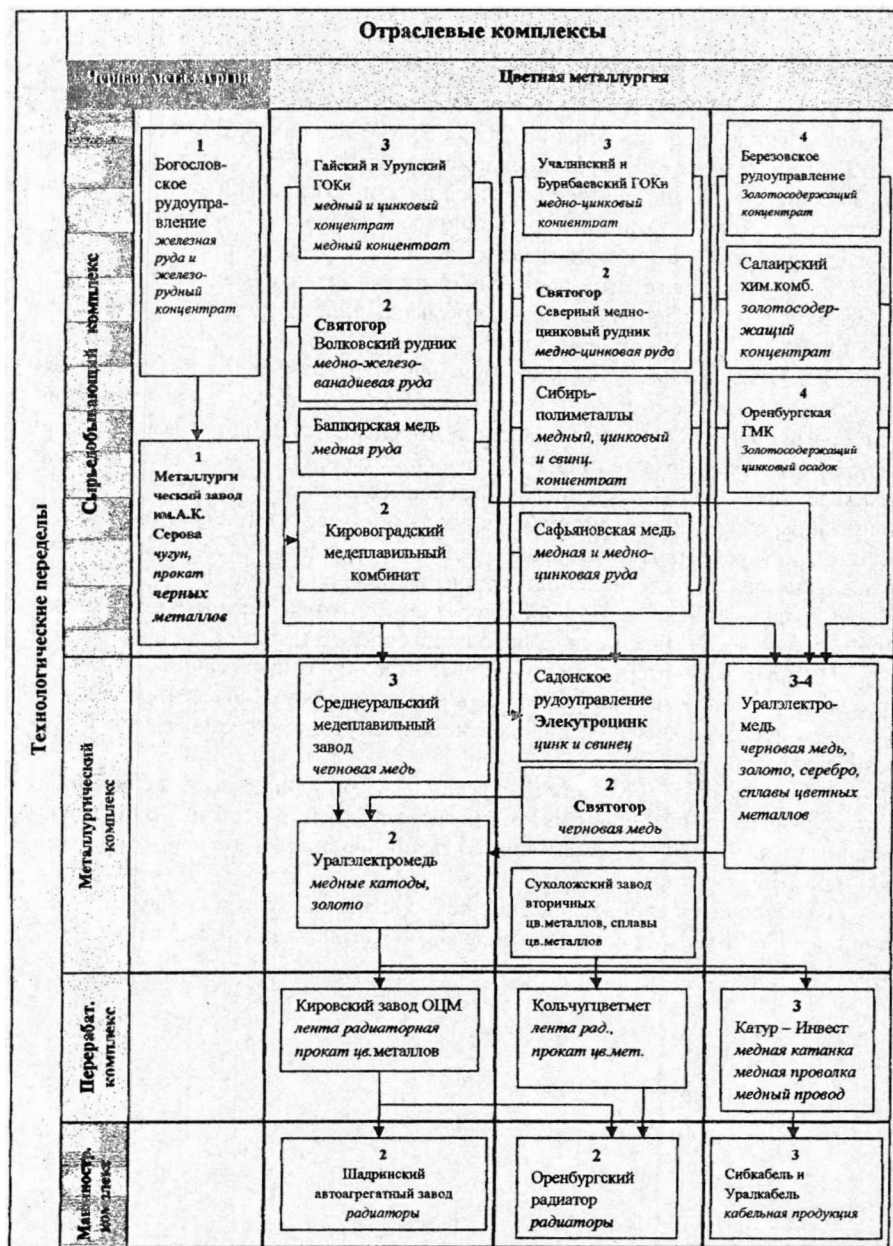 Отраслевые комплексы
Черная металлургия
Цветная металлургия
Технологические переделы
Сырьедобывающий комплекс
1
Богослов-
ское
рудоупра-
вление
железная
руда и
железо-
рудный
концентрат
1
Металлурги
ческий завод
им.А.К.
Серова
чугун,
прокат
черных
металлов
3
Гайский и Урупский
ГОКи
медный и цинковый
концентрат
медный концентрат
2
Святогор
Волковский рудник
медно-железо-
ванадиевая руда
Башкирская медь
медная руда
2
Кировоградский
медеплавильный
комбинат
3
Учалинский и
Бурибаевский ГОКи
медно-цинковый
концентрат
2
Святогор
Северный медно-
цинковый рудник
медно-цинковая руда
Сибирь-
полиметаллы
медный, цинковый
и свинц.
концентрат
Сафьяновская медь
медная и медно-
цинковая руда
4
Березовское
рудоуправление
Золотосодержащий
концентрат
Салаирский
хим.комб.
золотосодер-
жащий
концентрат
4
Оренбургская
ГМК
Золотосодержащий
цинковый осадок
Металлургический
комплекс
3
Среднеуральский
медеплавильный
завод
черновая медь
2
Уралэлектромедь
медные катоды,
золото
Садонское
рудоуправление
Элекутроцинк
цинк и свинец
2
Святогор
черновая медь
Сухоложский завод
вторичных
цв.металлов, сплавы
цв.металлов
3-4
Уралэлектро-
медь
черновая медь,
золото, серебро,
сплавы цветных
металлов
Перерабат.
комплекс
Кировский завод ОЦМ
лента радиаторная
прокат цв.металлов
Кольчугцветмет
лента рад.,
прокат цв.мет.
3
Катур – Инвест
медная катанка
медная проволка
медный провод
Машиностр.
комплекс
2
Шадринский
автоагрегатный завод
радиаторы
2
Оренбургский
радиатор
радиаторы
3
Сибкабель и
Уралкабель
кабельная продукция